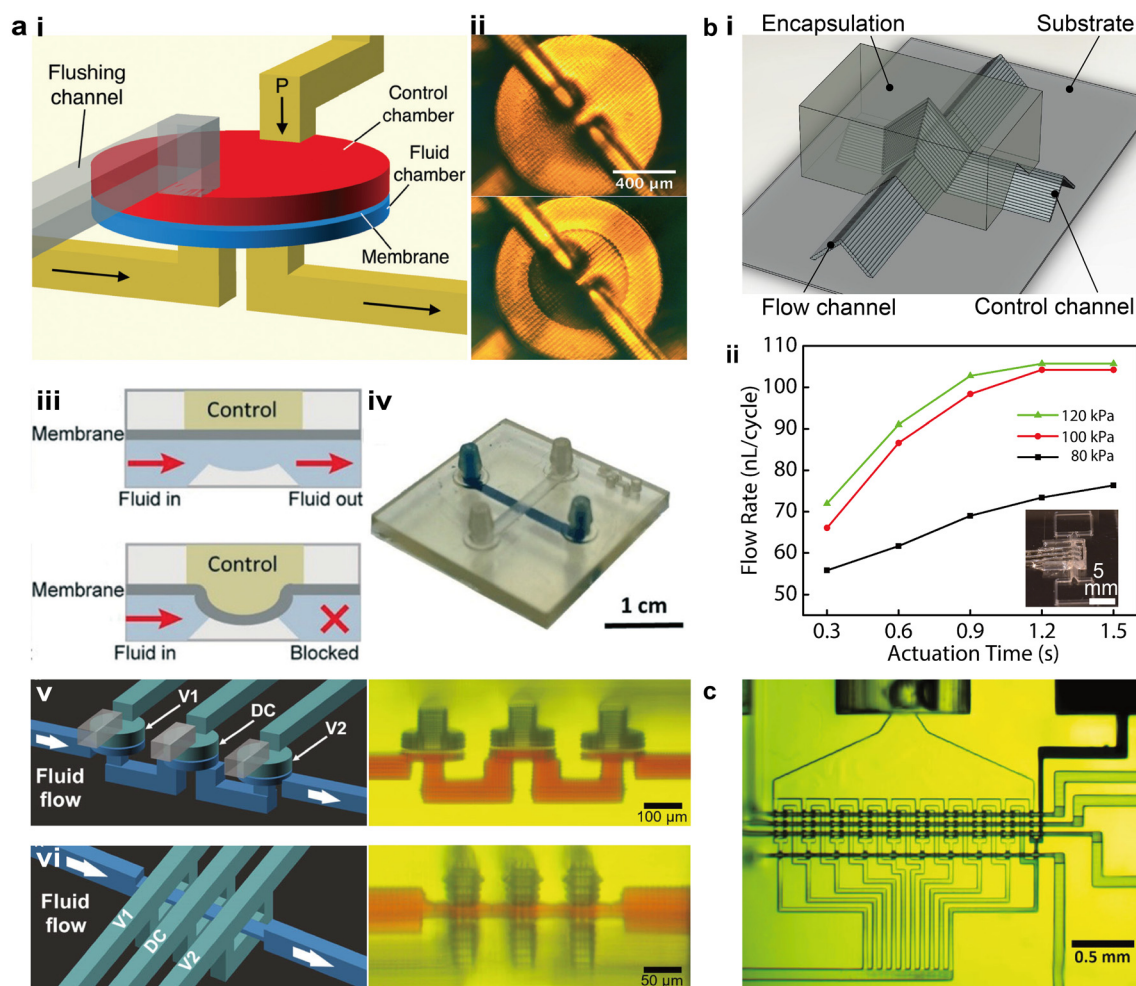 a i
Flushing
channel
P
Control
chamber
Fluid
chamber
Membrane
ii
400 µm
b i
Encapsulation
Substrate
Flow channel
Control channel
ii
110
100
90
80
70
60
50
Flow Rate (nL/cycle)
120 kPa
100 kPa
80 kPa
5
mm
0.3 0.6 0.9 1.2 1.5
Actuation Time (s)
iii
Control
Membrane
Fluid in Fluid out
Control
Membrane
Fluid in Blocked
iv
1 cm
v
V1
DC
V2
Fluid
flow
100 µm
vi
Fluid
flow
V1
DC
V2
50 µm
c
0.5 mm